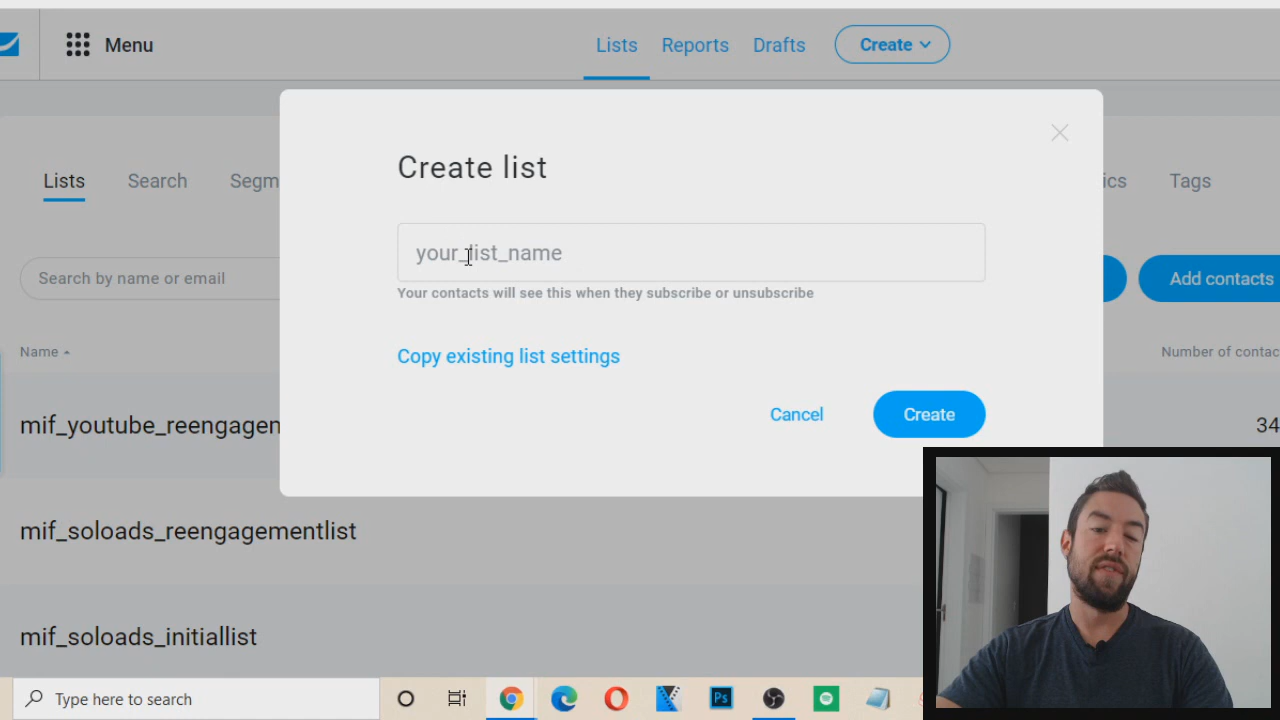 Menu
Lists
Reports
Drafts
Create
Create list
Lists
Search
Segm
ics
Tags
your_list_name
Search by name or email
Add contacts
Your contacts will see this when they subscribe or unsubscribe
Name
Number of contac
Copy existing list settings
Cancel
Create
mif_youtube_reengagen
34
mif_soloads_reengagementlist
mif_soloads_initiallist
Type here to search
Ps